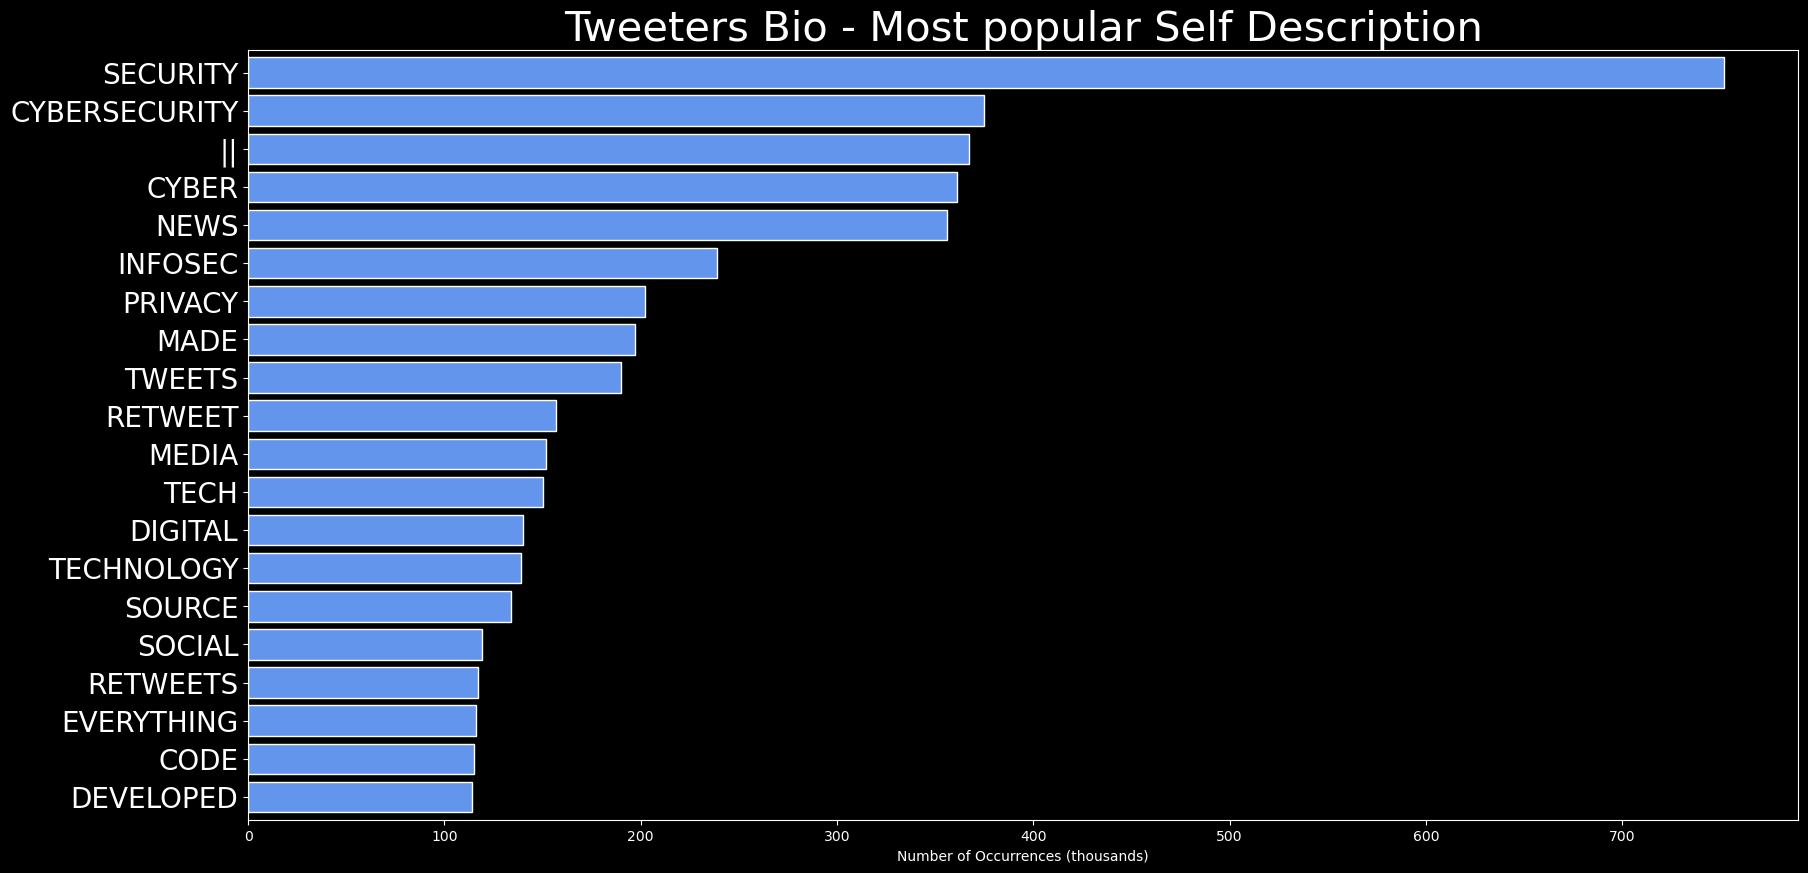 Tweeters Bio - Most popular Self Description
SECURITY
CYBERSECURITY
||
CYBER
NEWS
INFOSEC
PRIVACY
MADE
TWEETS
RETWEET
MEDIA
TECH
DIGITAL
TECHNOLOGY
SOURCE
SOCIAL
RETWEETS
EVERYTHING
CODE
DEVELOPED
0 100 200 300 400 500 600 700
Number of Occurrences (thousands)